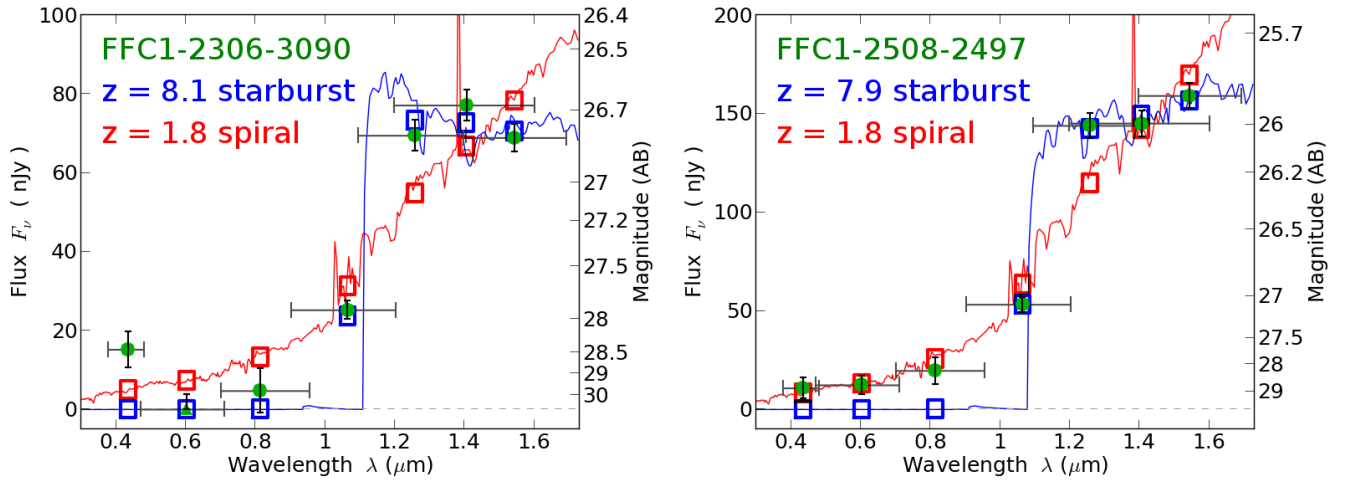 FFC1-2306-3090
z = 8.1 starburst
z = 1.8 spiral
100
80
60
40
20
0
Flux F_ν ( nJy)
26.4
26.5
26.7
27
27.2
27.5
28
28.5
29
30
Magnitude (AB)
0.4 0.6 0.8 1 1.2 1.4 1.6
Wavelength λ (μm)
FFC1-2508-2497
z = 7.9 starburst
z = 1.8 spiral
200
150
100
50
0
Flux F_ν ( nJy)
25.7
26
26.2
26.5
27
27.5
28
29
Magnitude (AB)
0.4 0.6 0.8 1 1.2 1.4 1.6
Wavelength λ (μm)